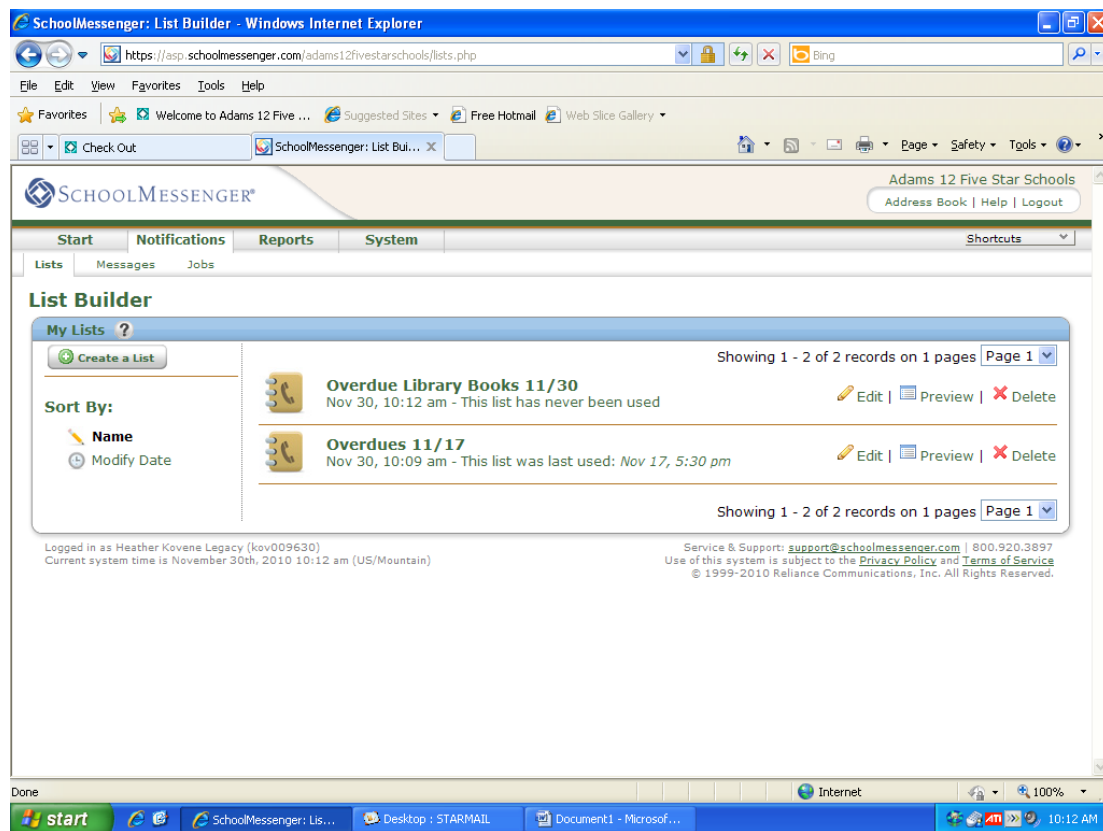 SchoolMessenger: List Builder - Windows Internet Explorer
https://asp.schoolmessenger.com/adams12fivestarschools/lists.php
Bing
File Edit View Favorites Tools Help
Favorites Welcome to Adams 12 Five ... Suggested Sites Free Hotmail Web Slice Gallery
Check Out SchoolMessenger: List Bui... X Page Safety Tools
SCHOOLMESSENGER®
Adams 12 Five Star Schools
Address Book | Help | Logout
Start Notifications Reports System Shortcuts
Lists Messages Jobs
List Builder
My Lists ?
Create a List
Showing 1 - 2 of 2 records on 1 pages Page 1
Sort By:
Name
Modify Date
Overdue Library Books 11/30
Nov 30, 10:12 am - This list has never been used
Edit | Preview | Delete
Overdues 11/17
Nov 30, 10:09 am - This list was last used: Nov 17, 5:30 pm
Edit | Preview | Delete
Showing 1 - 2 of 2 records on 1 pages Page 1
Logged in as Heather Kovene Legacy (kov009630)
Current system time is November 30th, 2010 10:12 am (US/Mountain)
Service & Support: support@schoolmessenger.com | 800.920.3897
Use of this system is subject to the Privacy Policy and Terms of Service
© 1999-2010 Reliance Communications, Inc. All Rights Reserved.
Done Internet 100%
start SchoolMessenger: Lis... Desktop : STARMAIL Document1 - Microsof... ATI 10:12 AM